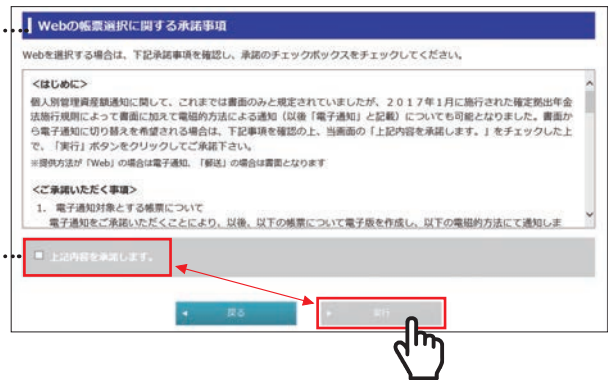 Webの帳票選択に関する承諾事項
Webを選択する場合は、下記承諾事項を確認し、承諾のチェックボックスをチェックしてください。
<はじめに>
個人別管理資産額通知に関して、これまでは書面のみと規定されていましたが、２０１７年1月に施行された確定拠出年金
法施行規則によって書面に加えて電磁的方法による通知（以後「電子通知」と記載）についても可能となりました。書面か
ら電子通知に切り替えを希望される場合は、下記事項を確認の上、当画面の「上記内容を承諾します。」をチェックした上
で、「実行」ボタンをクリックしてご承諾下さい。
※提供方法が「Web」の場合は電子通知、「郵送」の場合は書面となります
<ご承諾いただく事項>
1. 電子通知対象とする帳票について
電子通知をご承諾いただくことにより、以後、以下の帳票について電子版を作成し、以下の電磁的方法にて通知しま
上記内容を承諾します。
戻る
実行